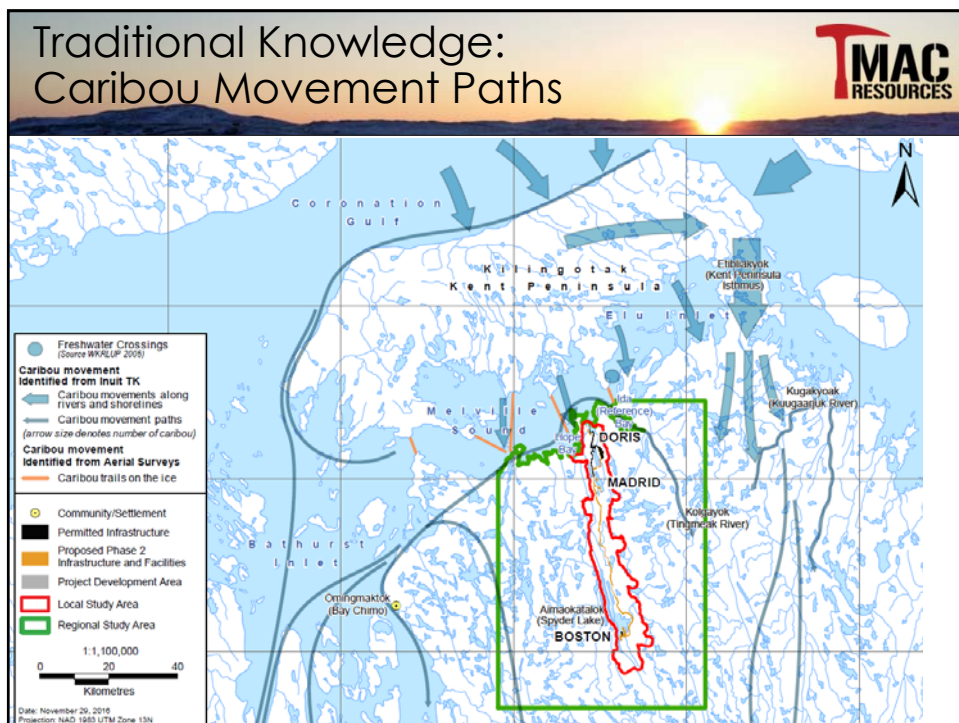 Traditional Knowledge:
Caribou Movement Paths
TMAC
RESOURCES
N
Coronation
Gulf
Kilingotak
Kent Peninsula
Etibliakyok
(Kent Peninsula
Isthmus)
Elu Inlet
Kugakyoak
(Kuugaarjuk River)
Melville
Sound
Ida
(Reference)
Bay
Hope
Bay
DORIS
MADRID
Kolgayok
(Tingmeak River)
Bathurst
Inlet
Omingmaktok
(Bay Chimo)
Aimaokatalok
(Spyder Lake)
BOSTON
Freshwater Crossings
(Source WKRLUP 2005)
Caribou movement
Identified from Inuit TK
Caribou movements along
rivers and shorelines
Caribou movement paths
(arrow size denotes number of caribou)
Caribou movement
Identified from Aerial Surveys
Caribou trails on the ice
Community/Settlement
Permitted Infrastructure
Proposed Phase 2
Infrastructure and Facilities
Project Development Area
Local Study Area
Regional Study Area
1:1,100,000
0 20 40
Kilometres
Date: November 29, 2016
Projection: NAD 1983 UTM Zone 13N